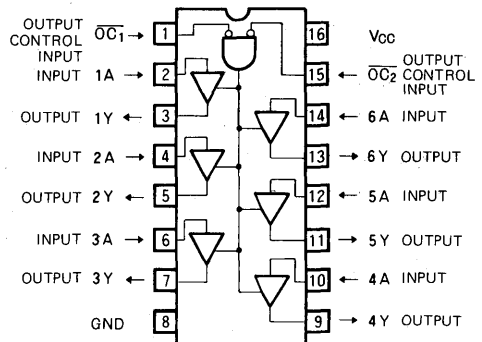 OUTPUT CONTROL INPUT OC1 → 1
INPUT 1A → 2
OUTPUT 1Y ← 3
INPUT 2A → 4
OUTPUT 2Y ← 5
INPUT 3A → 6
OUTPUT 3Y ← 7
GND 8
16 VCC
15 ← OC2 OUTPUT CONTROL INPUT
14 ← 6A INPUT
13 → 6Y OUTPUT
12 ← 5A INPUT
11 → 5Y OUTPUT
10 ← 4A INPUT
9 → 4Y OUTPUT